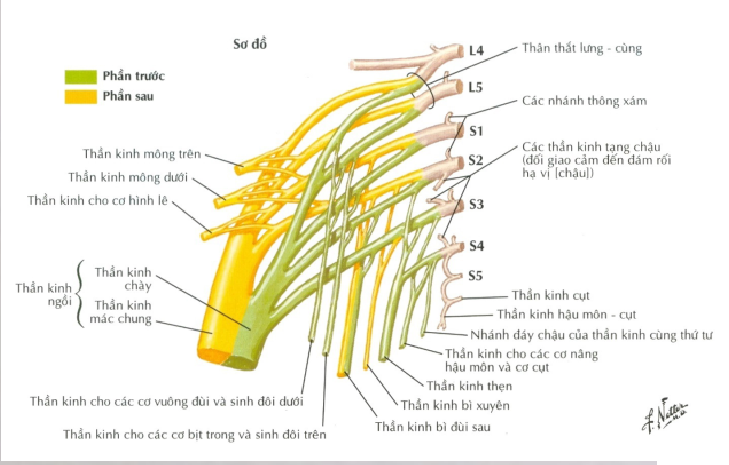 Sơ đồ
Phần trước
Phần sau
L4
L5
S1
S2
S3
S4
S5
Thân thắt lưng - cùng
Các nhánh thông xám
Các thần kinh tạng chậu
(đối giao cảm đến đám rối
hạ vị [chậu])
Thần kinh mông trên
Thần kinh mông dưới
Thần kinh cho cơ hình lê
Thần kinh
ngồi
Thần kinh
chày
Thần kinh
mác chung
Thần kinh cụt
Thần kinh hậu môn - cụt
Nhánh đáy chậu của thần kinh cùng thứ tư
Thần kinh cho các cơ nâng
hậu môn và cơ cụt
Thần kinh thẹn
Thần kinh bì xuyên
Thần kinh bì đùi sau
Thần kinh cho các cơ vuông đùi và sinh đôi dưới
Thần kinh cho các cơ bịt trong và sinh đôi trên
F. Netter